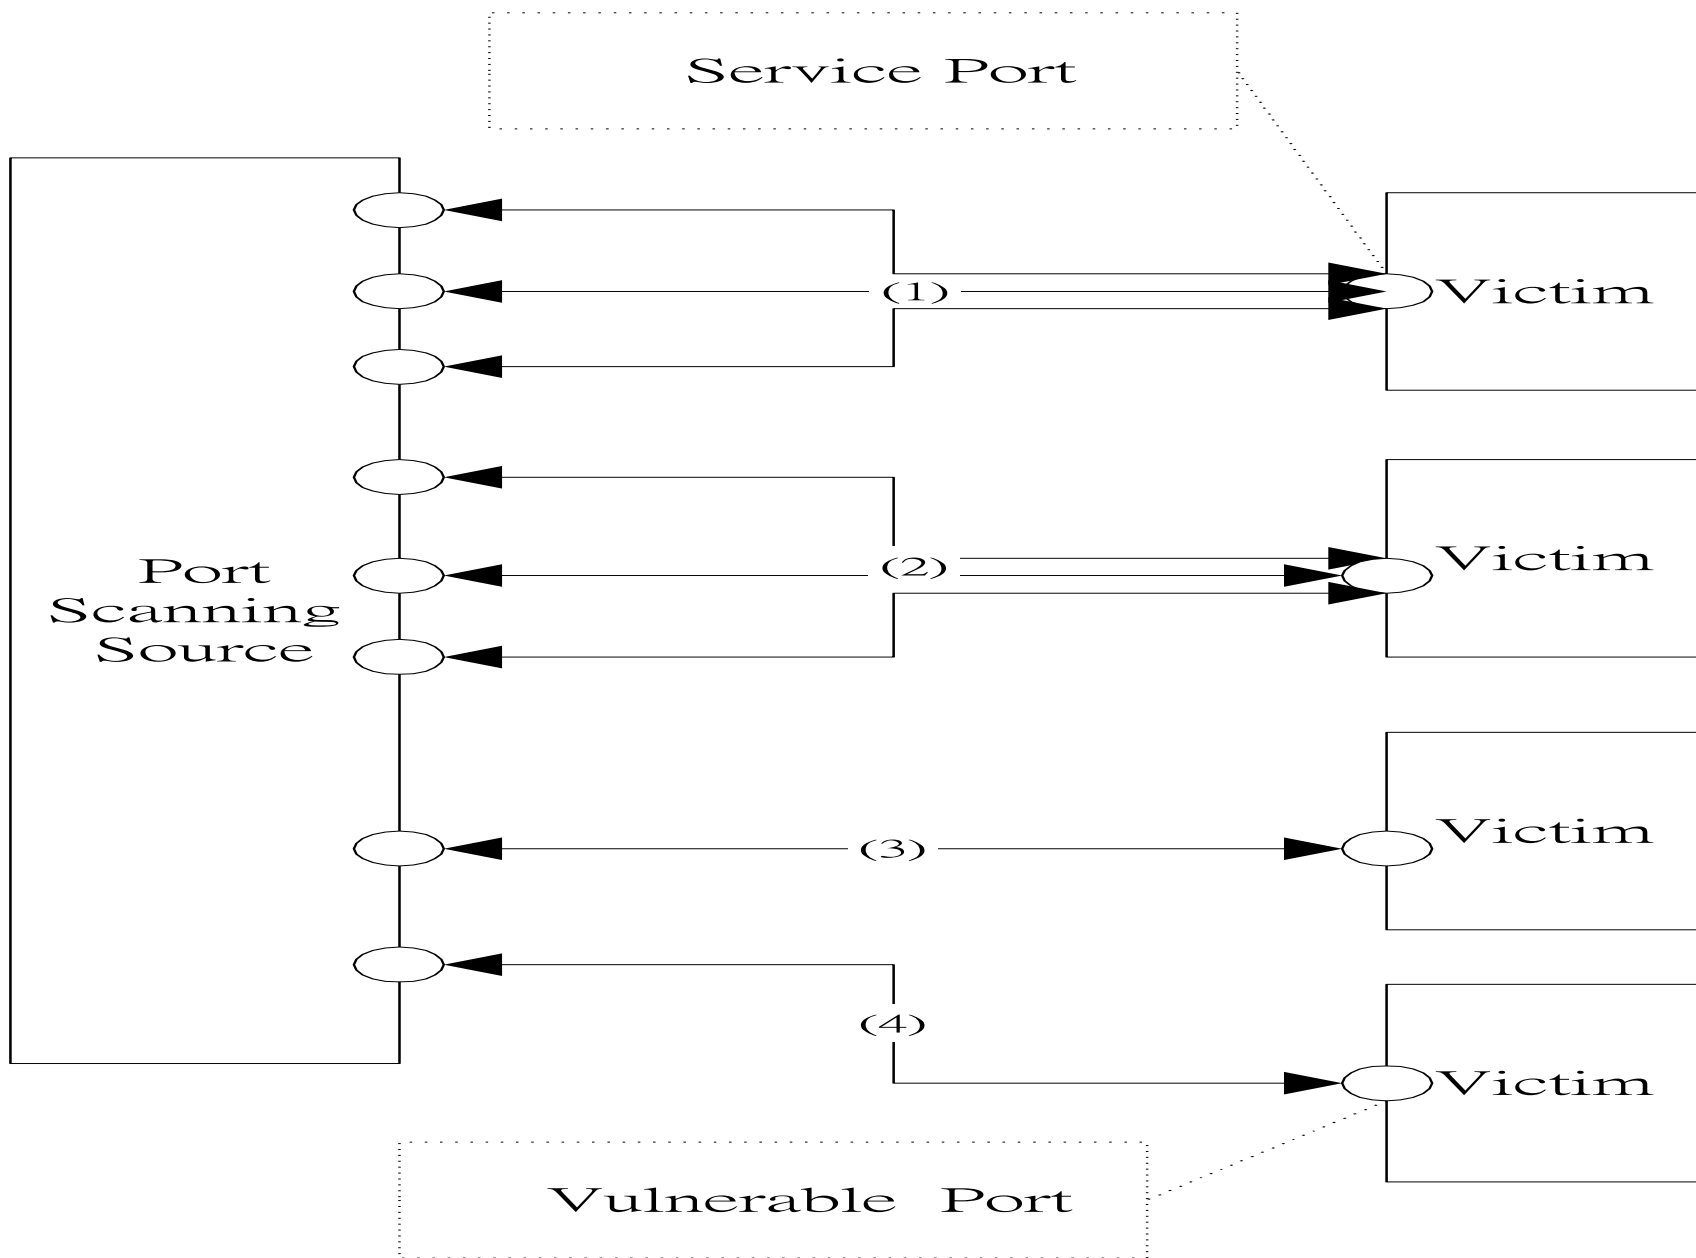 Service Port
(1)
Victim
Port
Scanning
Source
(2)
Victim
(3)
Victim
(4)
Victim
Vulnerable Port